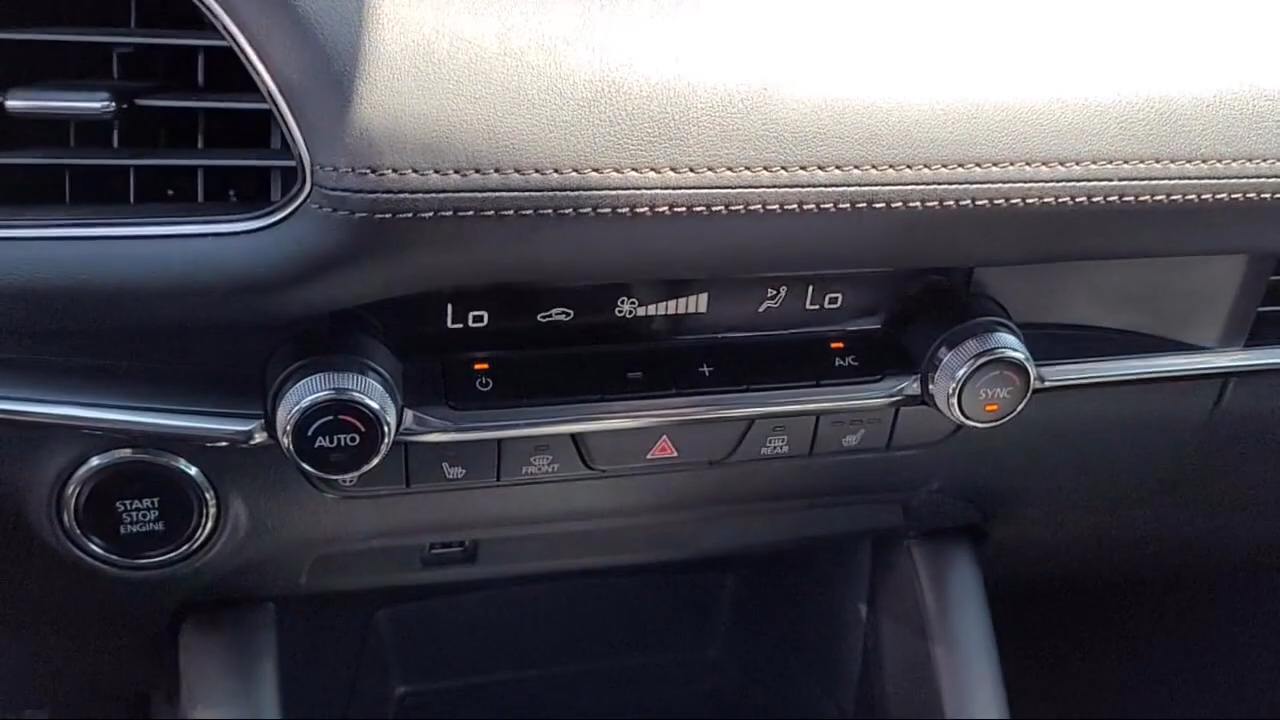 Lo
Lo
A/C
SYNC
AUTO
FRONT
REAR
START
STOP
ENGINE